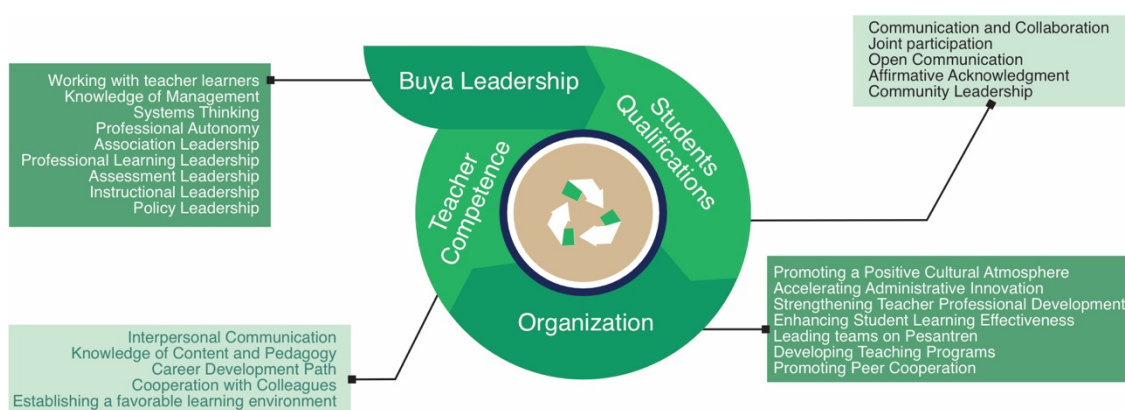 Communication and Collaboration
Joint participation
Open Communication
Affirmative Acknowledgment
Community Leadership
Working with teacher learners
Knowledge of Management
Systems Thinking
Professional Autonomy
Association Leadership
Professional Learning Leadership
Assessment Leadership
Instructional Leadership
Policy Leadership
Buya Leadership
Students
Qualifications
Teacher
Competence
Organization
Promoting a Positive Cultural Atmosphere
Accelerating Administrative Innovation
Strengthening Teacher Professional Development
Enhancing Student Learning Effectiveness
Leading teams on Pesantren
Developing Teaching Programs
Promoting Peer Cooperation
Interpersonal Communication
Knowledge of Content and Pedagogy
Career Development Path
Cooperation with Colleagues
Establishing a favorable learning environment